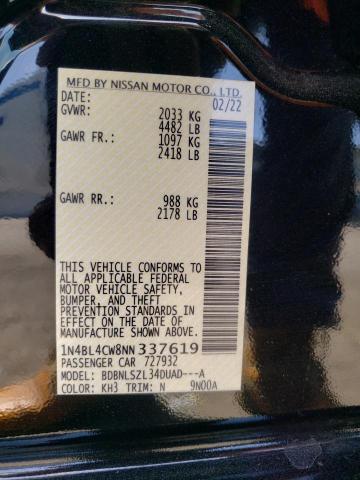 MFD BY NISSAN MOTOR CO., LTD.
DATE: 02/22
GVWR: 2033 KG
4482 LB
GAWR FR: 1097 KG
2418 LB
GAWR RR.: 988 KG
2178 LB
THIS VEHICLE CONFORMS TO
ALL APPLICABLE FEDERAL
MOTOR VEHICLE SAFETY,
BUMPER, AND THEFT
PREVENTION STANDARDS IN
EFFECT ON THE DATE OF
MANUFACTURE SHOWN ABOVE.
1N4BL4CW8NN337619
PASSENGER CAR 727932
MODEL: BDBNLSZL34DUAD---A
COLOR: KH3 TRIM: N 9N00A